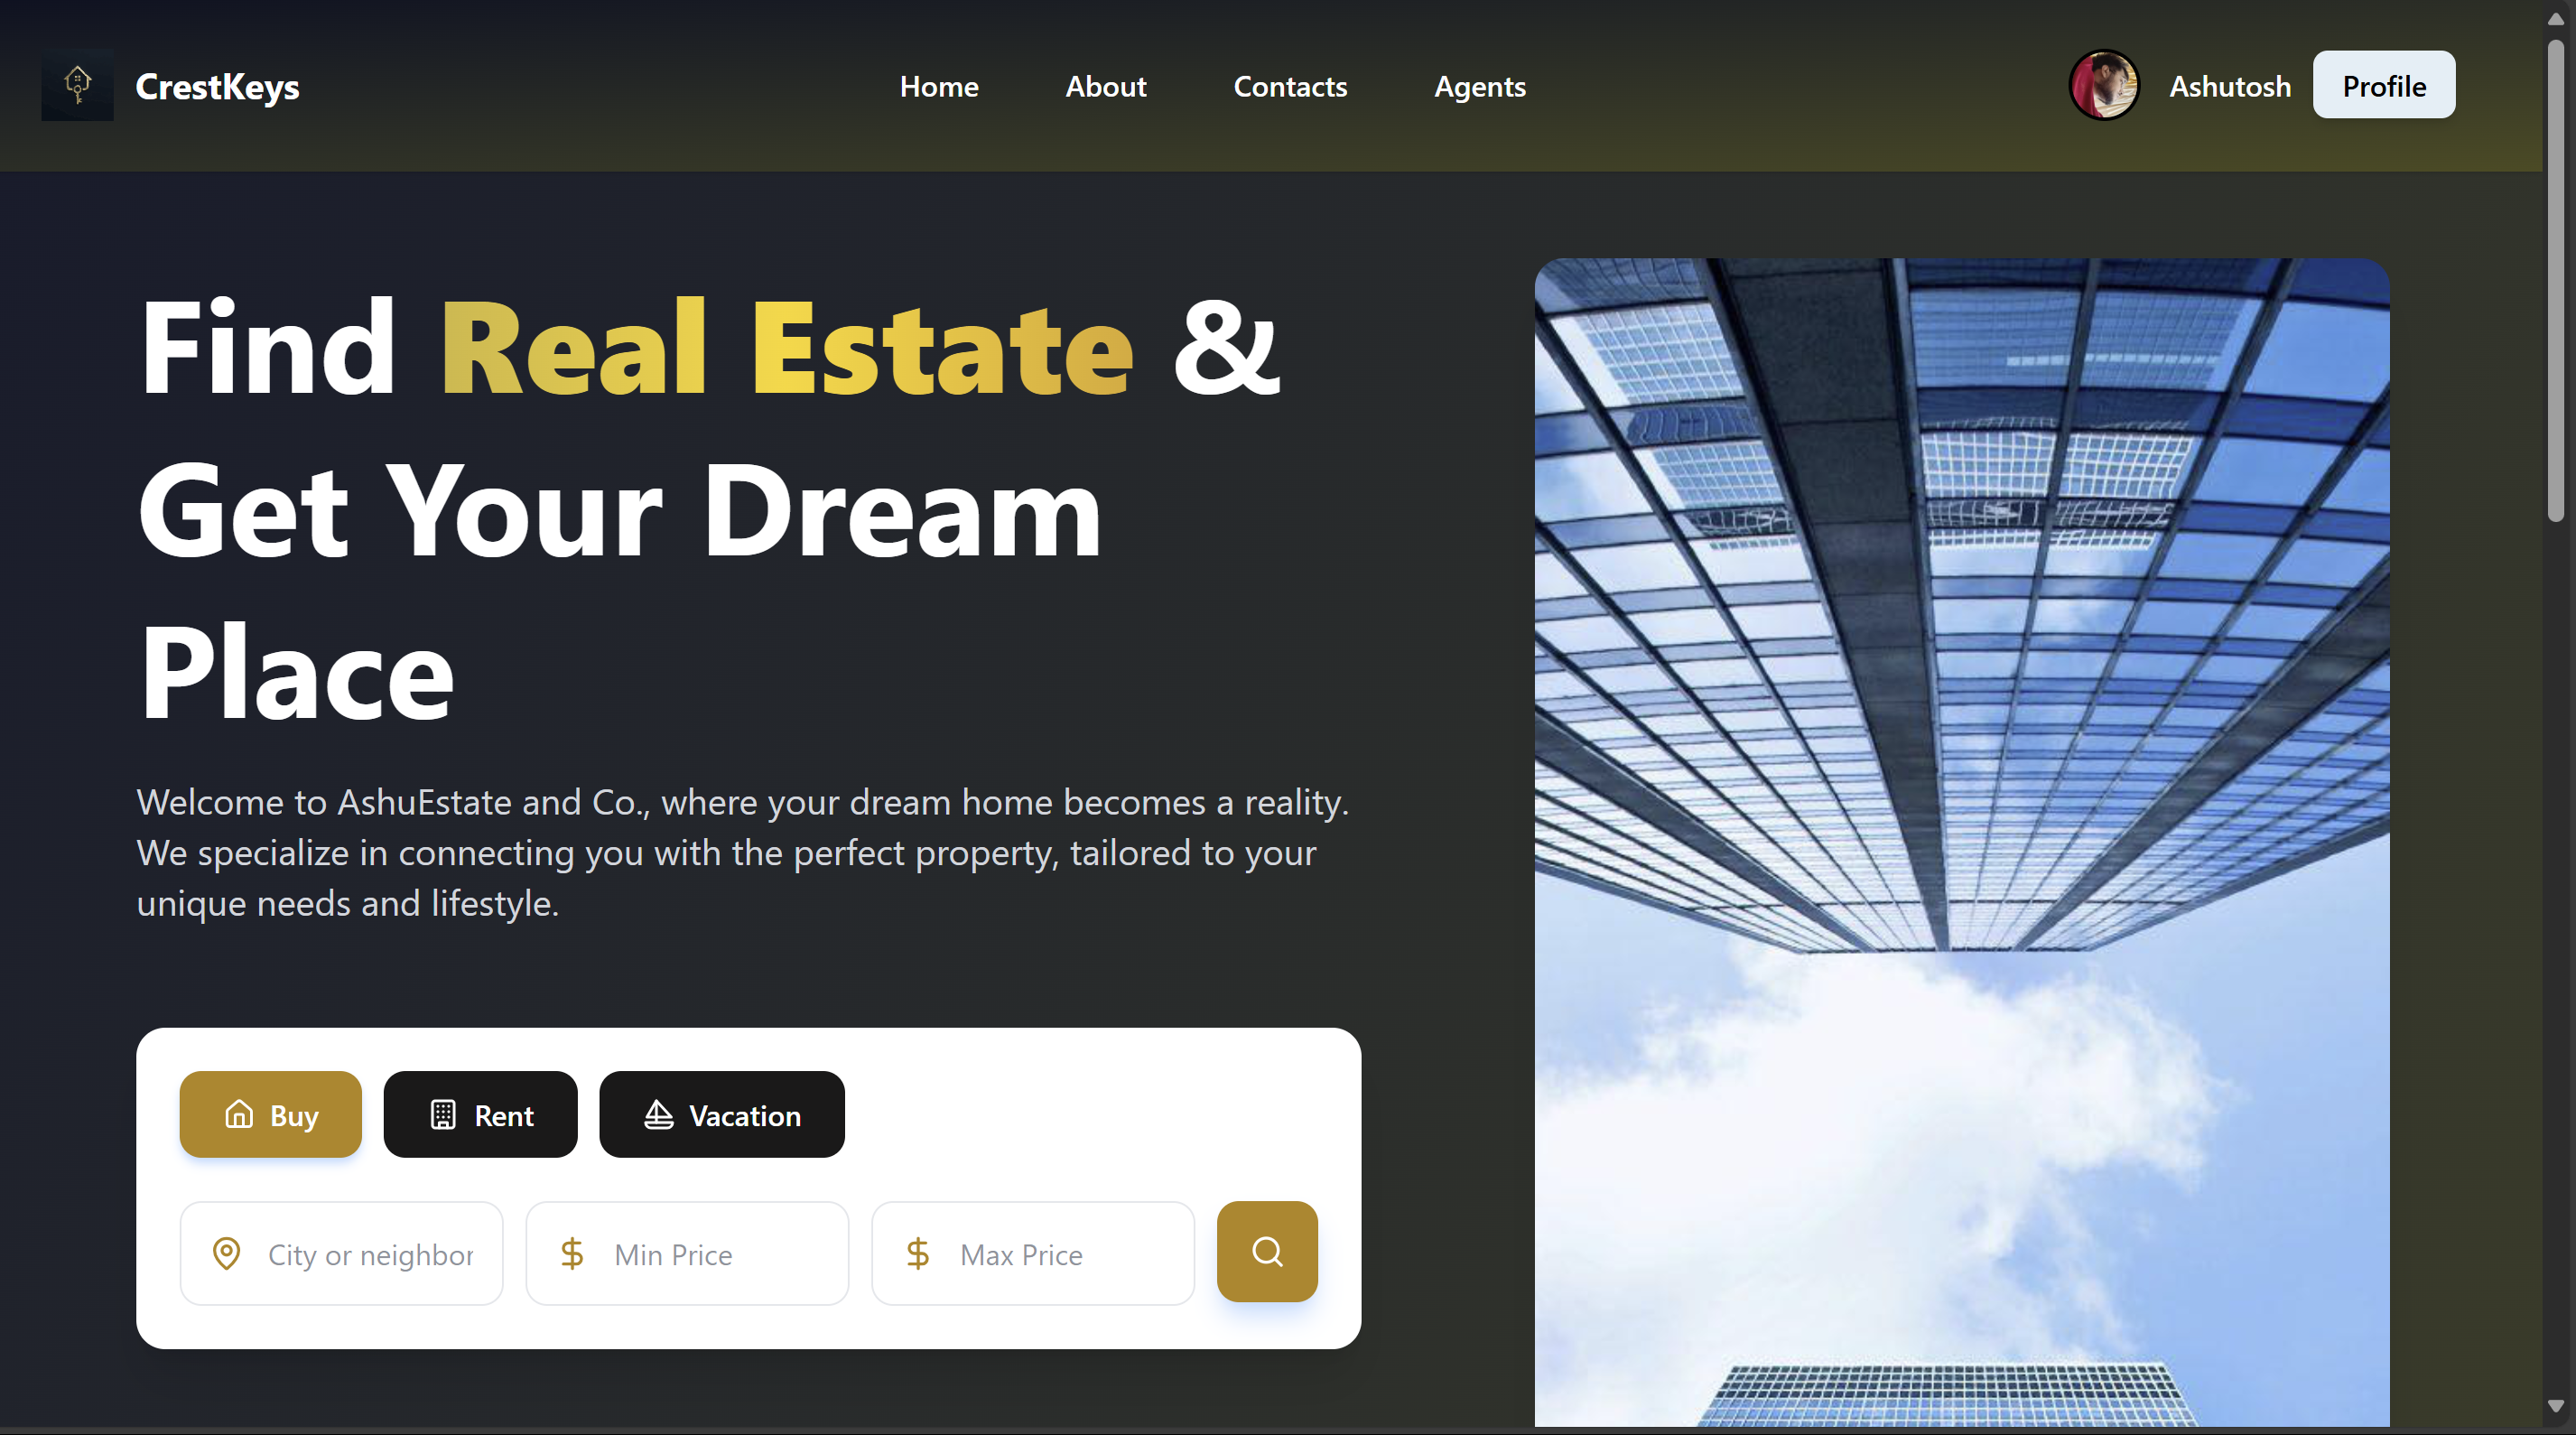 CrestKeys
Home
About
Contacts
Agents
Ashutosh
Profile
Find Real Estate &
Get Your Dream
Place
Welcome to AshuEstate and Co., where your dream home becomes a reality.
We specialize in connecting you with the perfect property, tailored to your
unique needs and lifestyle.
Buy
Rent
Vacation
City or neighbor
Min Price
Max Price